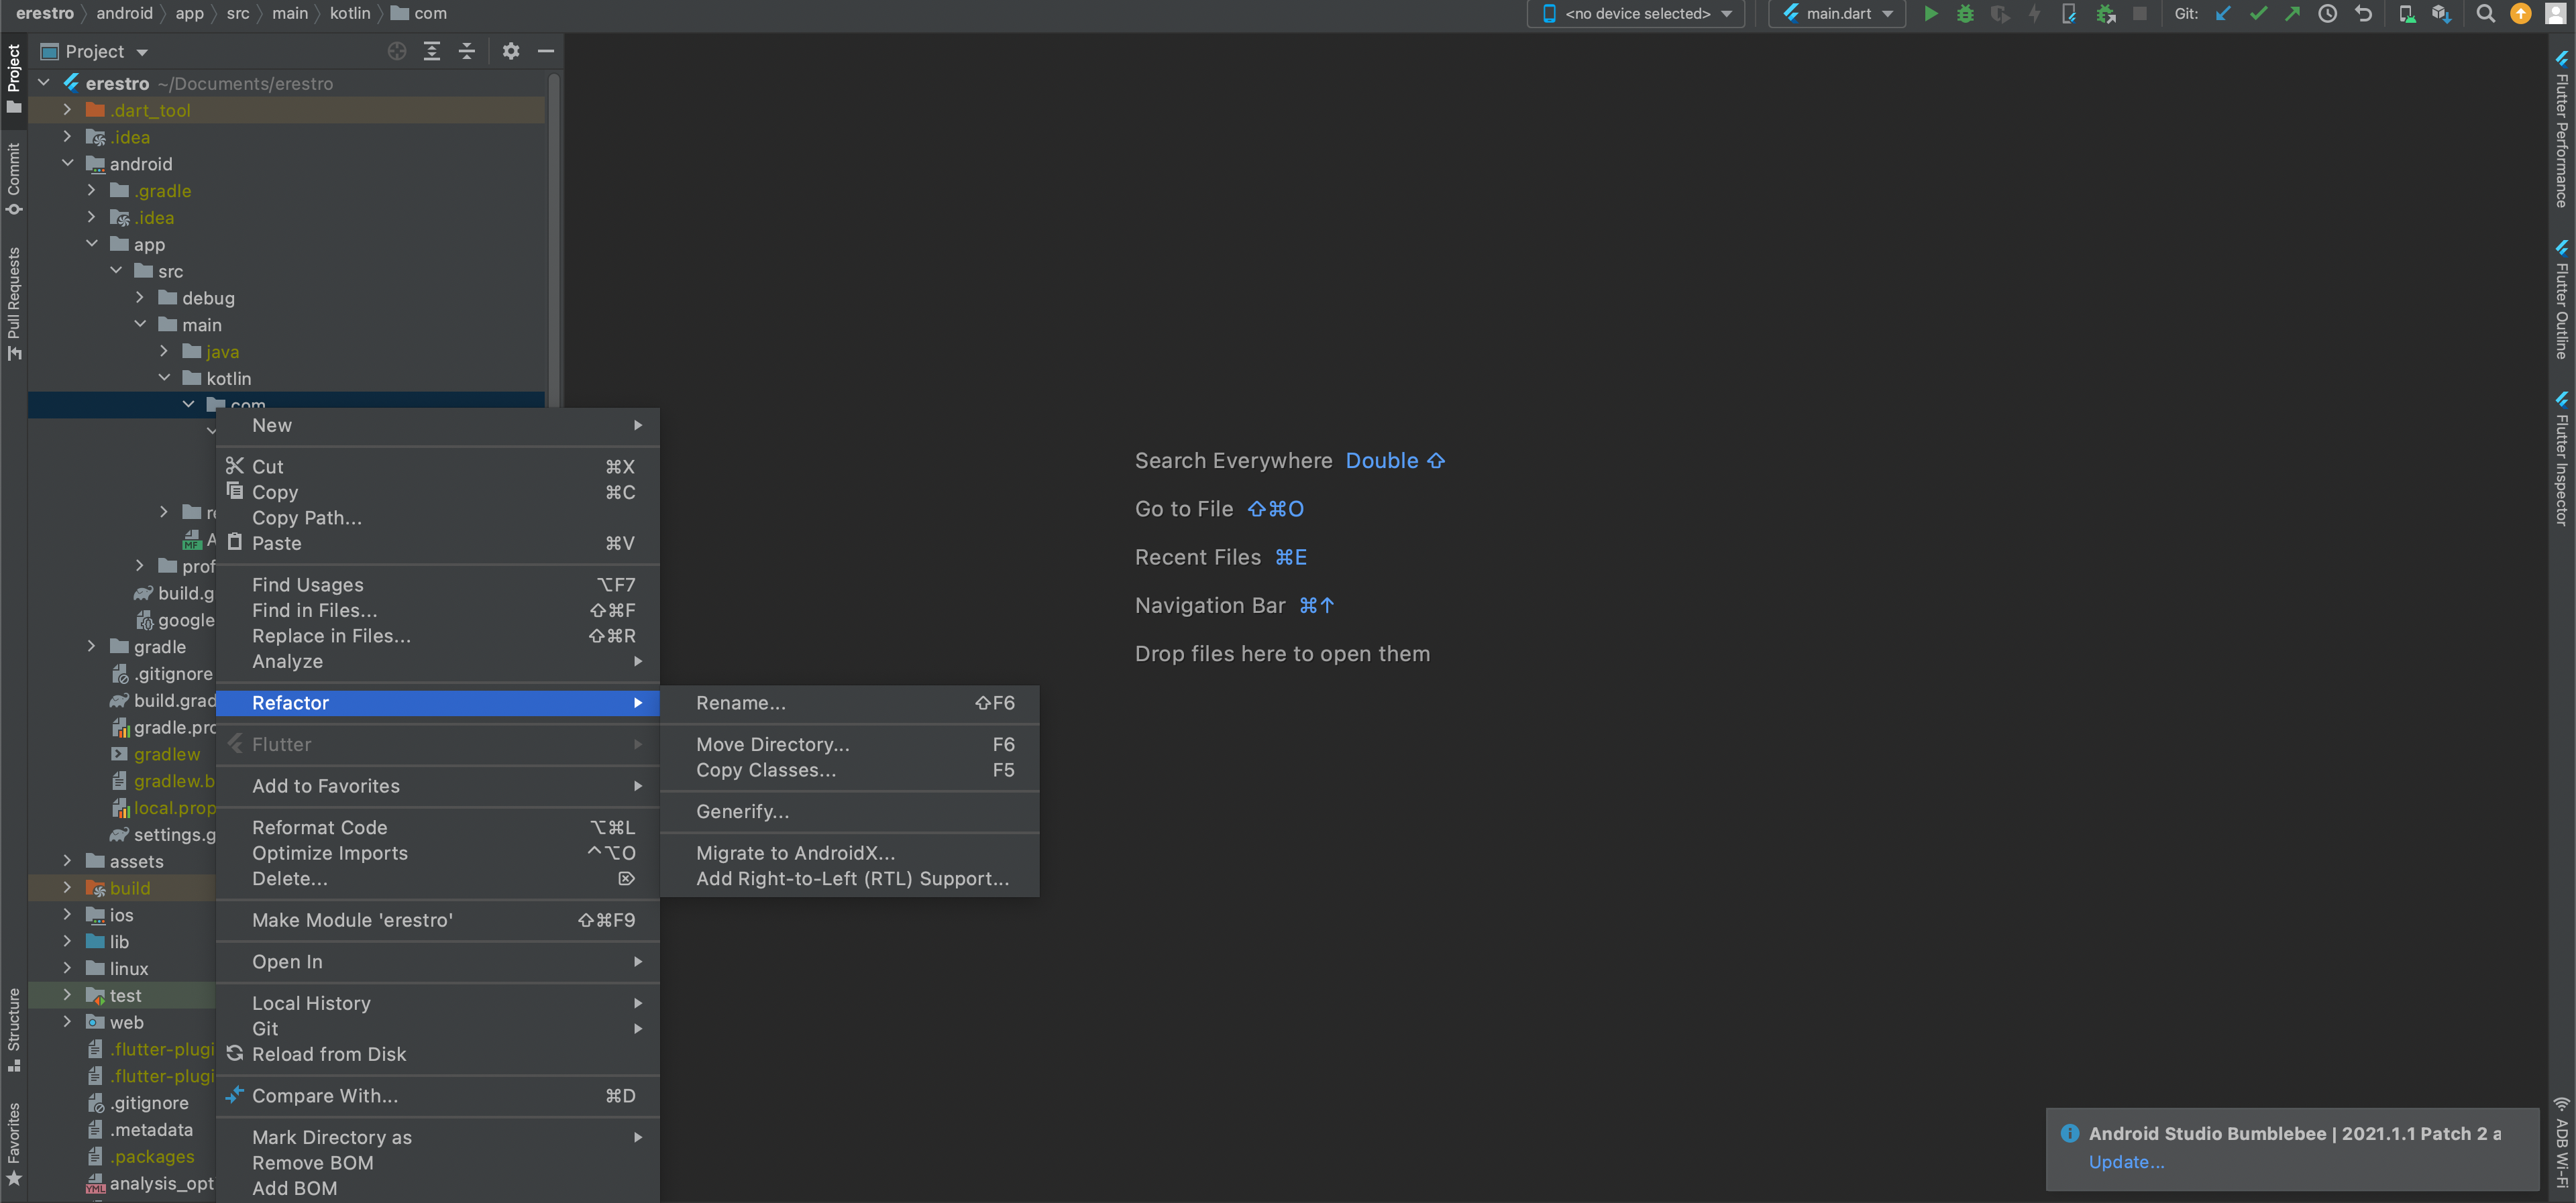 erestro android app src main kotlin com
<no device selected> main.dart Git:
Project
Project
Commit
Pull Requests
Structure
Favorites
erestro ~/Documents/erestro
.dart_tool
.idea
android
.gradle
.idea
app
src
debug
main
java
kotlin
com
re
A
prof
build.g
google
gradle
.gitignore
build.grad
gradle.pro
gradlew
gradlew.b
local.prop
settings.g
assets
build
ios
lib
linux
test
web
.flutter-plugi
.flutter-plugi
.gitignore
.metadata
.packages
analysis_opt
New
Cut ⌘X
Copy ⌘C
Copy Path...
Paste ⌘V
Find Usages ⌥F7
Find in Files... ⇧⌘F
Replace in Files... ⇧⌘R
Analyze
Refactor
Flutter
Add to Favorites
Reformat Code ⌥⌘L
Optimize Imports ^⌥O
Delete... ⌦
Make Module 'erestro' ⇧⌘F9
Open In
Local History
Git
Reload from Disk
Compare With... ⌘D
Mark Directory as
Remove BOM
Add BOM
Rename... ⇧F6
Move Directory... F6
Copy Classes... F5
Generify...
Migrate to AndroidX...
Add Right-to-Left (RTL) Support...
Search Everywhere Double ⇧
Go to File ⇧⌘O
Recent Files ⌘E
Navigation Bar ⌘↑
Drop files here to open them
Flutter Performance
Flutter Outline
Flutter Inspector
ADB Wi-Fi
Android Studio Bumblebee | 2021.1.1 Patch 2 a
Update...